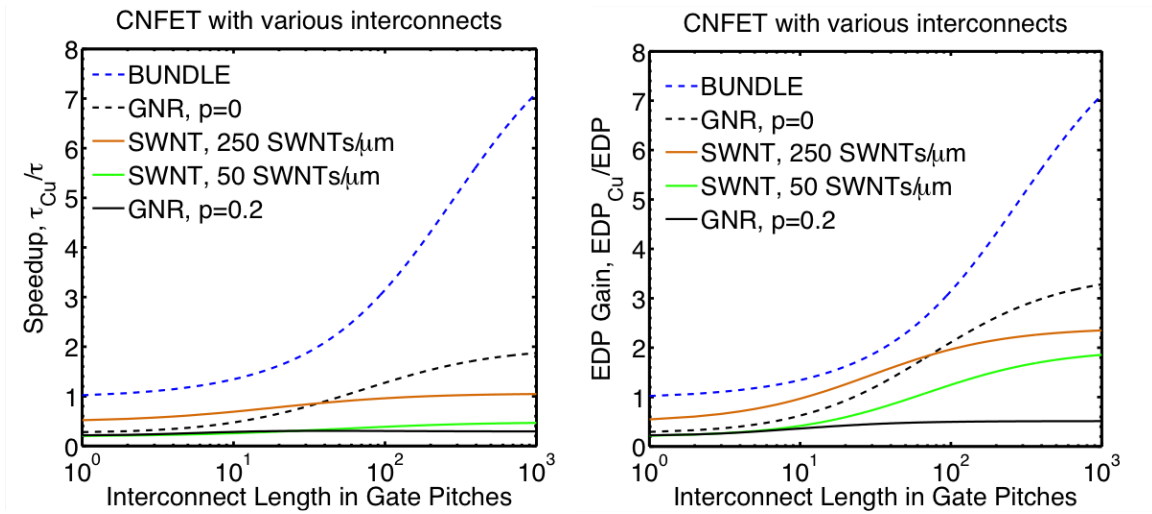 CNFET with various interconnects
8
7
6
5
4
3
2
1
0
Speedup, τCu/τ
BUNDLE
GNR, p=0
SWNT, 250 SWNTs/μm
SWNT, 50 SWNTs/μm
GNR, p=0.2
10^0
10^1
10^2
10^3
Interconnect Length in Gate Pitches
CNFET with various interconnects
8
7
6
5
4
3
2
1
0
EDP Gain, EDPCu/EDP
BUNDLE
GNR, p=0
SWNT, 250 SWNTs/μm
SWNT, 50 SWNTs/μm
GNR, p=0.2
10^0
10^1
10^2
10^3
Interconnect Length in Gate Pitches